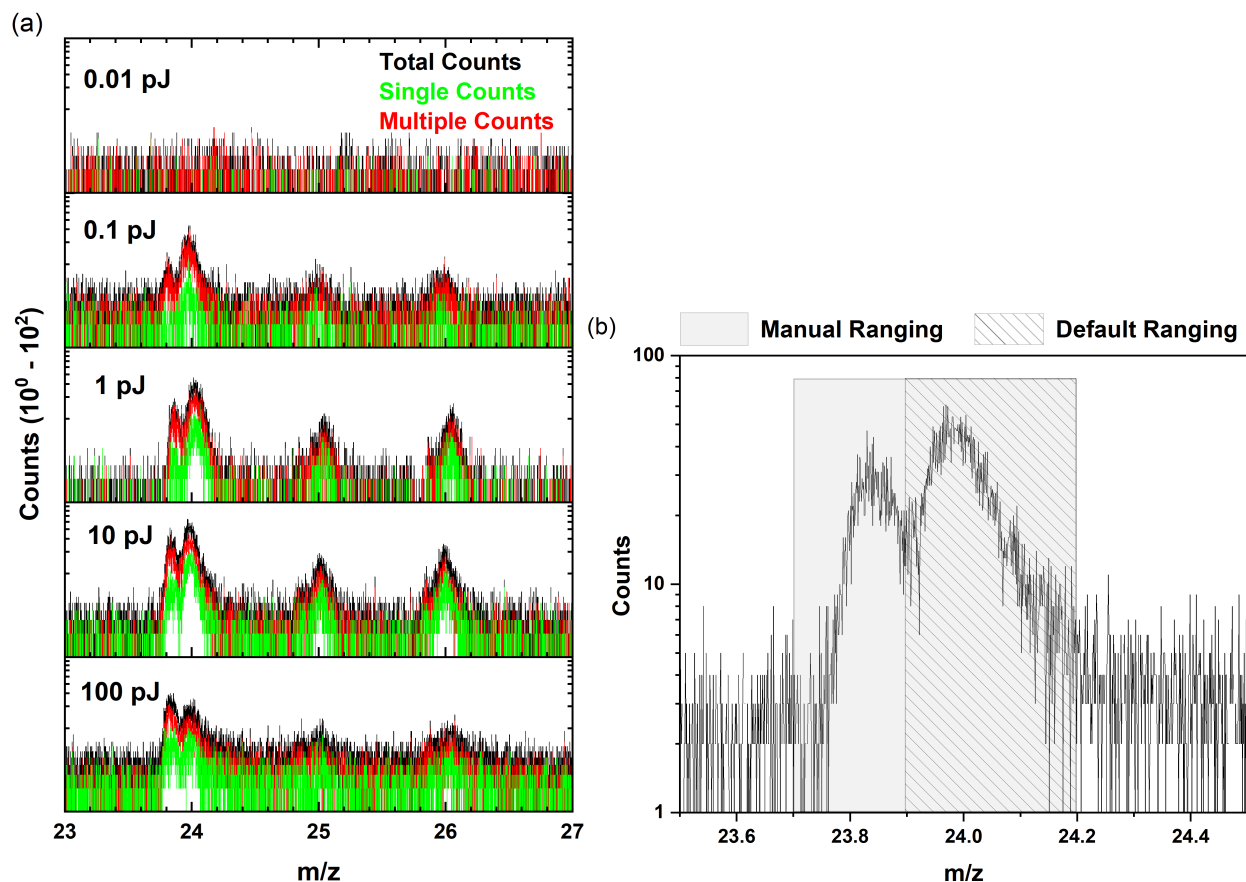 (a)
Total Counts
Single Counts
Multiple Counts
0.01 pJ
0.1 pJ
1 pJ
10 pJ
100 pJ
Counts (10⁰ - 10²)
23 24 25 26 27
m/z
(b)
Manual Ranging Default Ranging
100
10
1
Counts
23.6 23.8 24.0 24.2 24.4
m/z